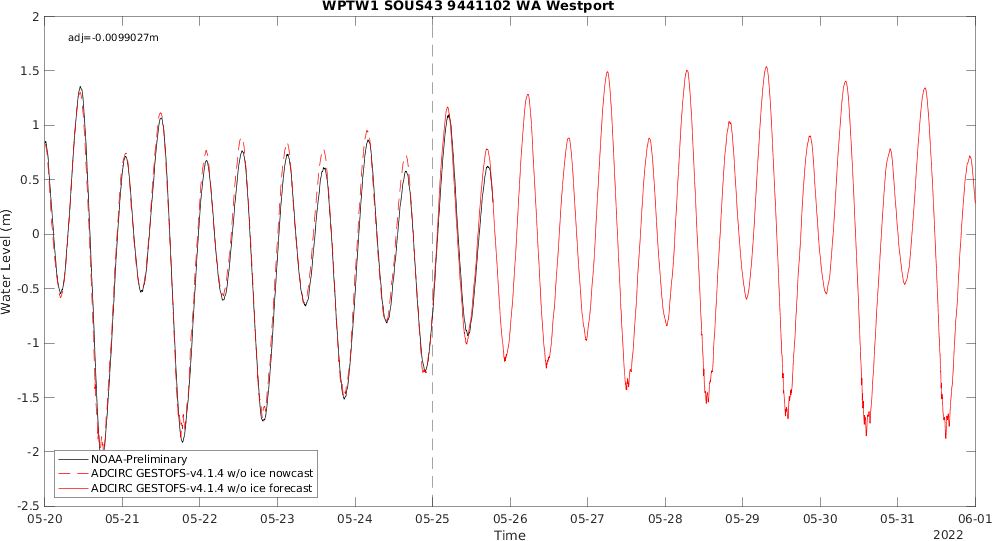 WPTW1 SOUS43 9441102 WA Westport
adj=-0.0099027m
2
1.5
1
0.5
0
-0.5
-1
-1.5
-2
-2.5
Water Level (m)
NOAA-Preliminary
ADCIRC GESTOFS-v4.1.4 w/o ice nowcast
ADCIRC GESTOFS-v4.1.4 w/o ice forecast
05-20 05-21 05-22 05-23 05-24 05-25 05-26 05-27 05-28 05-29 05-30 05-31 06-01
Time
2022